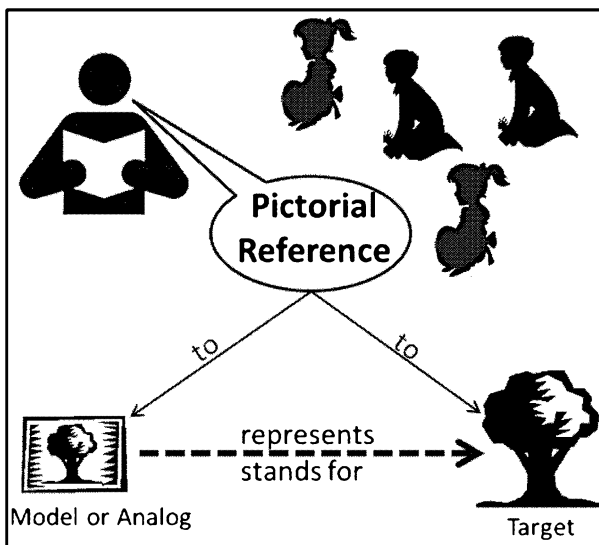 Pictorial
Reference
to
to
represents
stands for
Model or Analog
Target